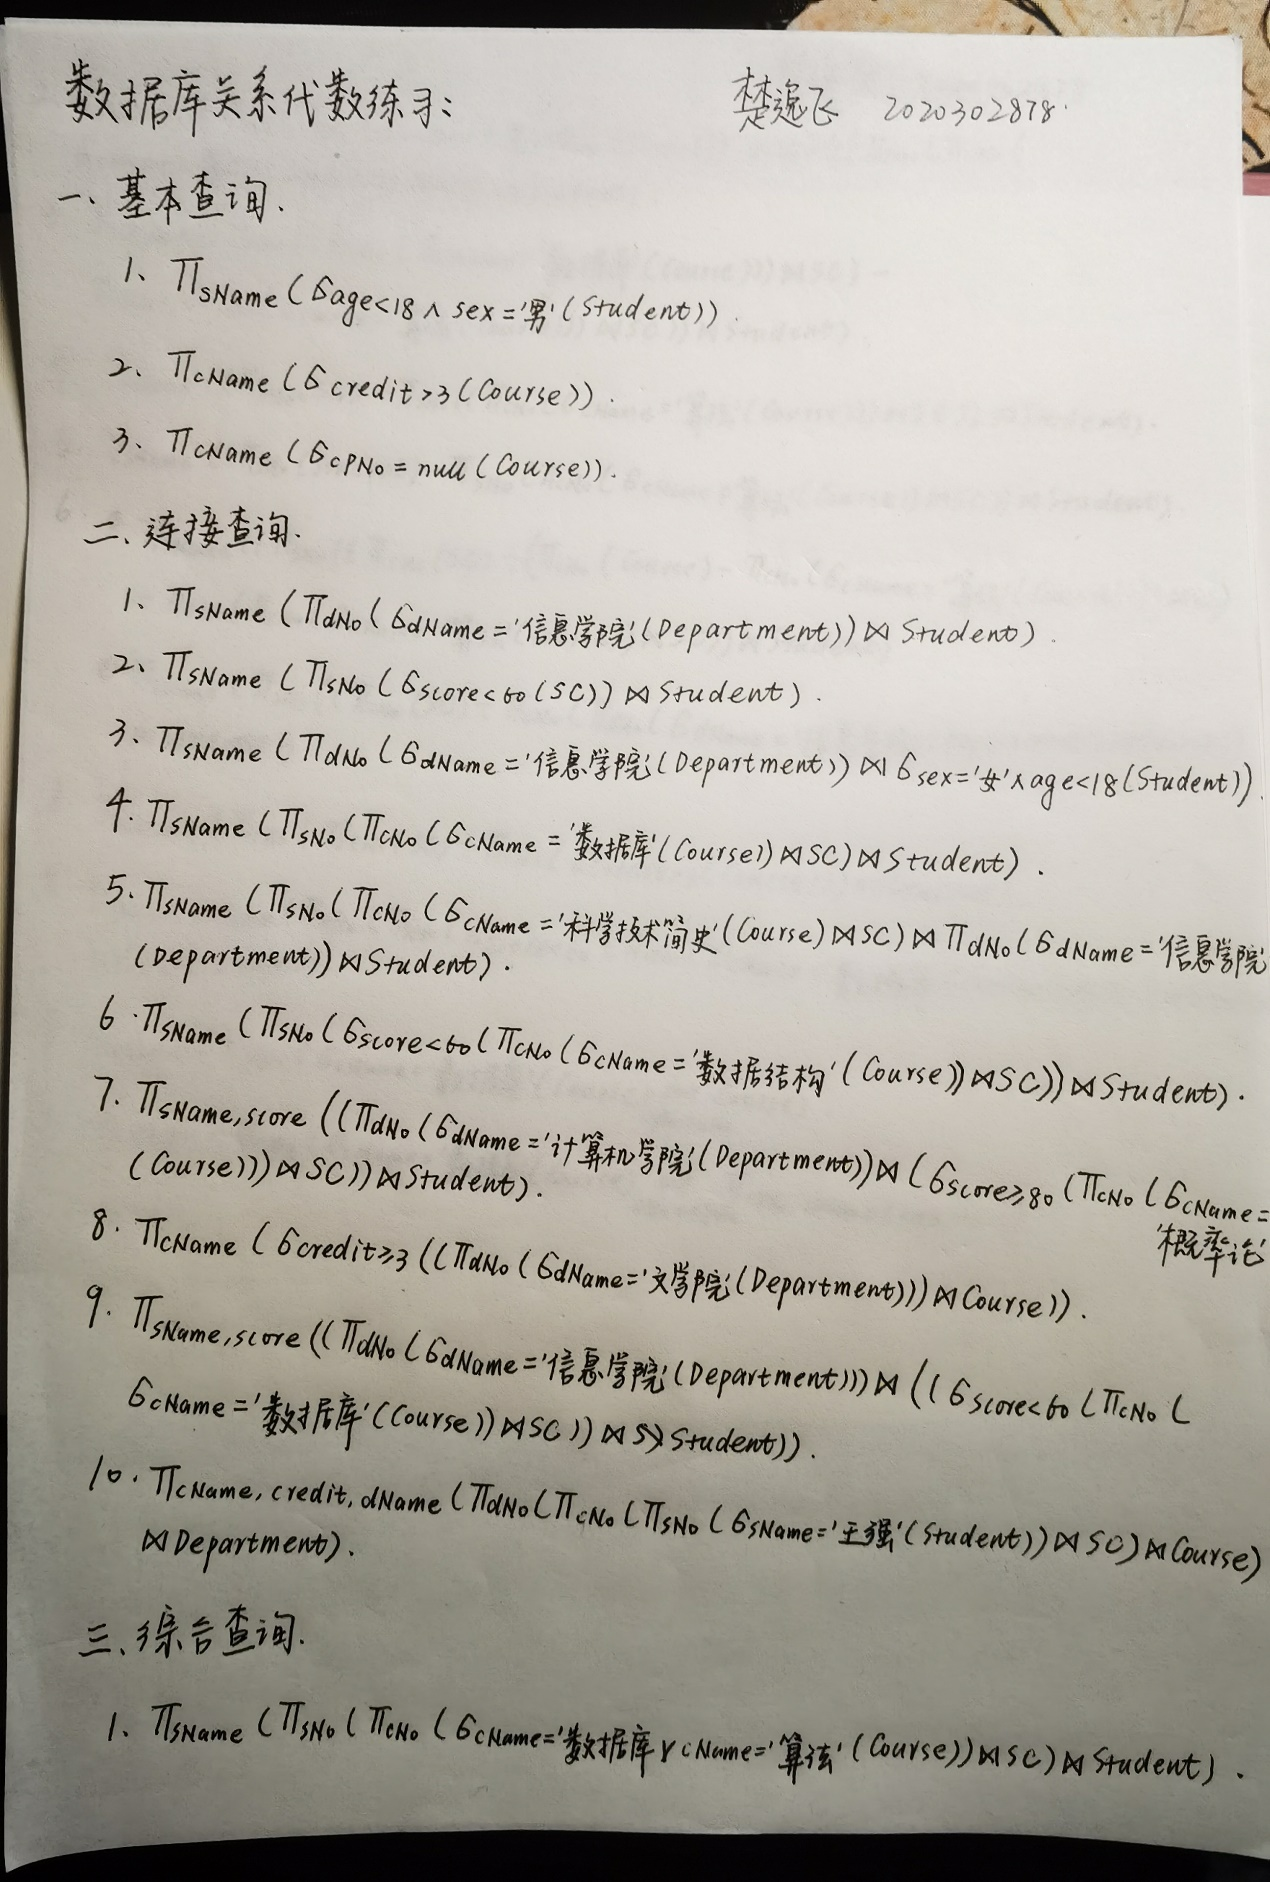 数据库关系代数练习:
楚逸飞 2020302878.
一、基本查询.
1、ΠsName(σage<18∧sex='男'(Student)).
2、ΠcName(σcredit>3(Course)).
3、ΠcName(σcPNo=null(Course)).
二、连接查询.
1、ΠsName(ΠdNo(σdName='信息学院'(Department))⋈Student).
2、ΠsName(ΠsNo(σscore<60(SC))⋈Student).
3、ΠsName(ΠdNo(σdName='信息学院'(Department))⋈σsex='女'∧age<18(Student)).
4.ΠsName(ΠsNo(ΠcNo(σcName='数据库'(Course))⋈SC)⋈Student).
5.ΠsName(ΠsNo(ΠcNo(σcName='科学技术简史'(Course)⋈SC)⋈ΠdNo(σdName='信息学院
(Department))⋈Student).
6.ΠsName(ΠsNo(σscore<60(ΠcNo(σcName='数据结构'(Course))⋈SC))⋈Student).
7.ΠsName,score((ΠdNo(σdName='计算机学院'(Department))⋈(σscore≥80(ΠcNo(σcName=
'概率论'
(Course)))⋈SC))⋈Student).
8.ΠcName(σcredit≥3((ΠdNo(σdName='文学院'(Department)))⋈Course)).
9.ΠsName,score((ΠdNo(σdName='信息学院'(Department)))⋈((σscore<60(ΠcNo(
σcName='数据库'(Course))⋈SC))⋈Student)).
10.ΠcName,credit,dName(ΠdNo(ΠcNo(ΠsNo(σsName='王强'(Student))⋈SC)⋈Course)
⋈Department).
三、综合查询.
1、ΠsName(ΠsNo(ΠcNo(σcName='数据库∨cName='算法'(Course))⋈SC)⋈Student).